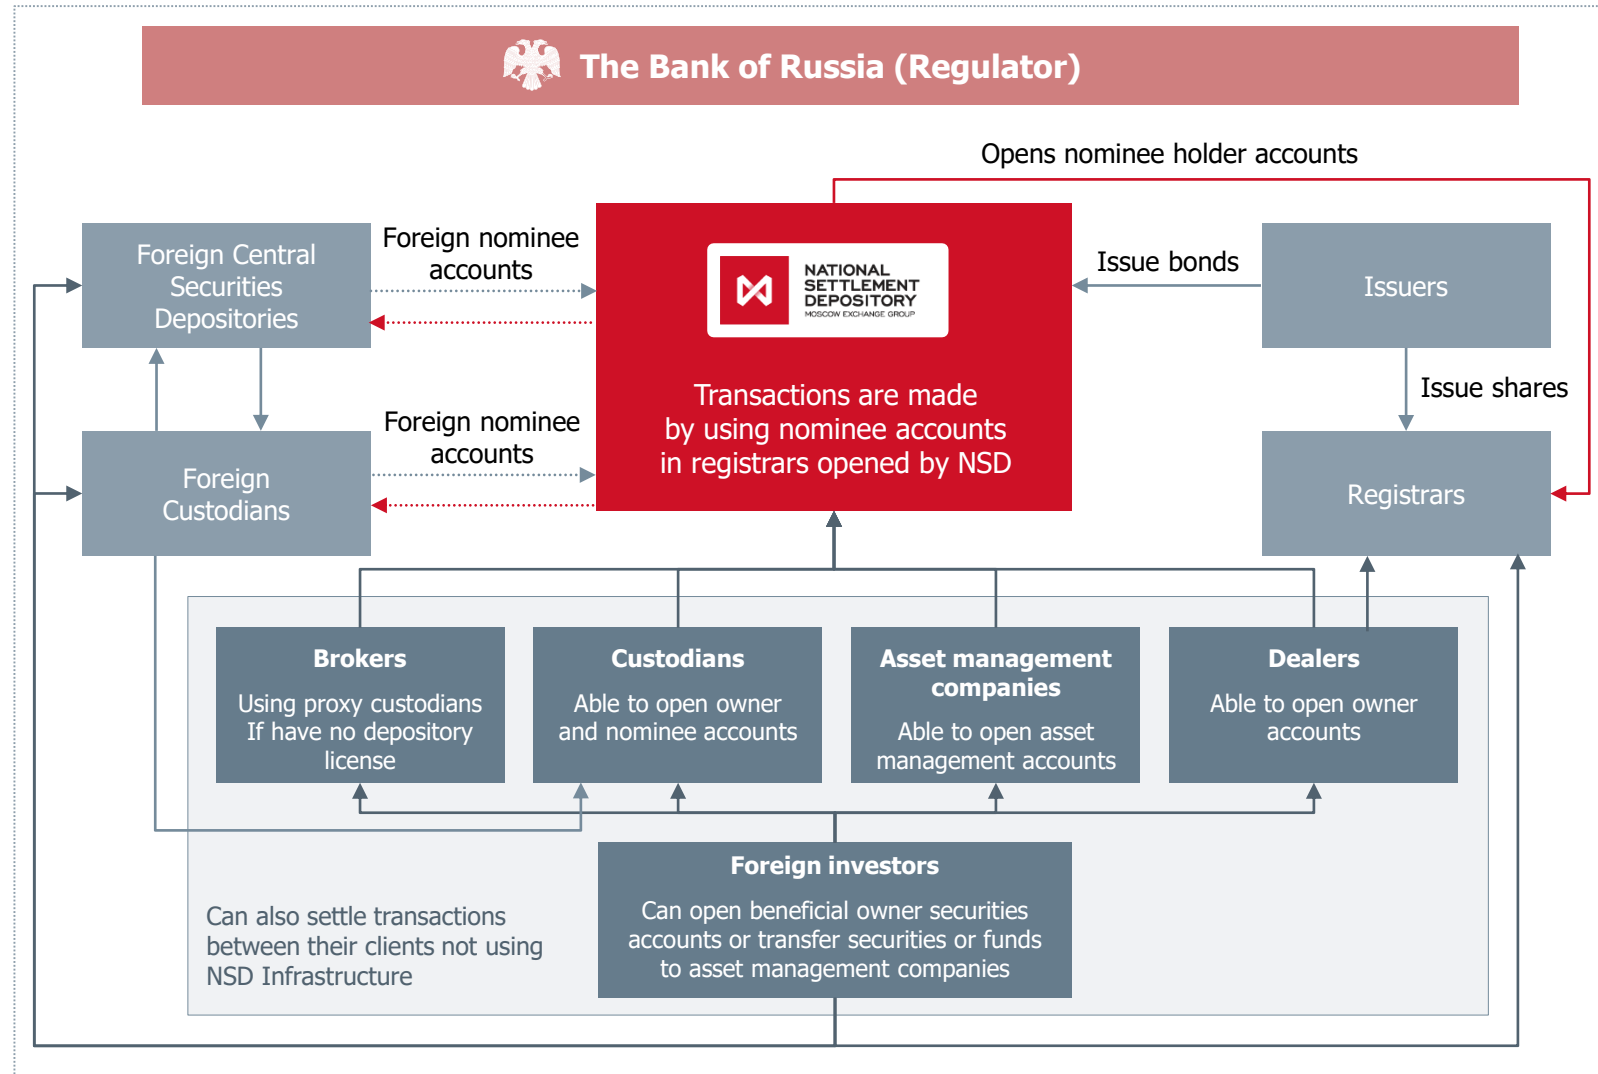 The Bank of Russia (Regulator)
Opens nominee holder accounts
Foreign Central
Securities
Depositories
Foreign nominee
accounts
NATIONAL
SETTLEMENT
DEPOSITORY
MOSCOW EXCHANGE GROUP
Issue bonds
Issuers
Transactions are made
by using nominee accounts
in registrars opened by NSD
Issue shares
Foreign nominee
accounts
Foreign
Custodians
Registrars
Brokers
Using proxy custodians
If have no depository
license
Custodians
Able to open owner
and nominee accounts
Asset management
companies
Able to open asset
management accounts
Dealers
Able to open owner
accounts
Foreign investors
Can open beneficial owner securities
accounts or transfer securities or funds
to asset management companies
Can also settle transactions
between their clients not using
NSD Infrastructure